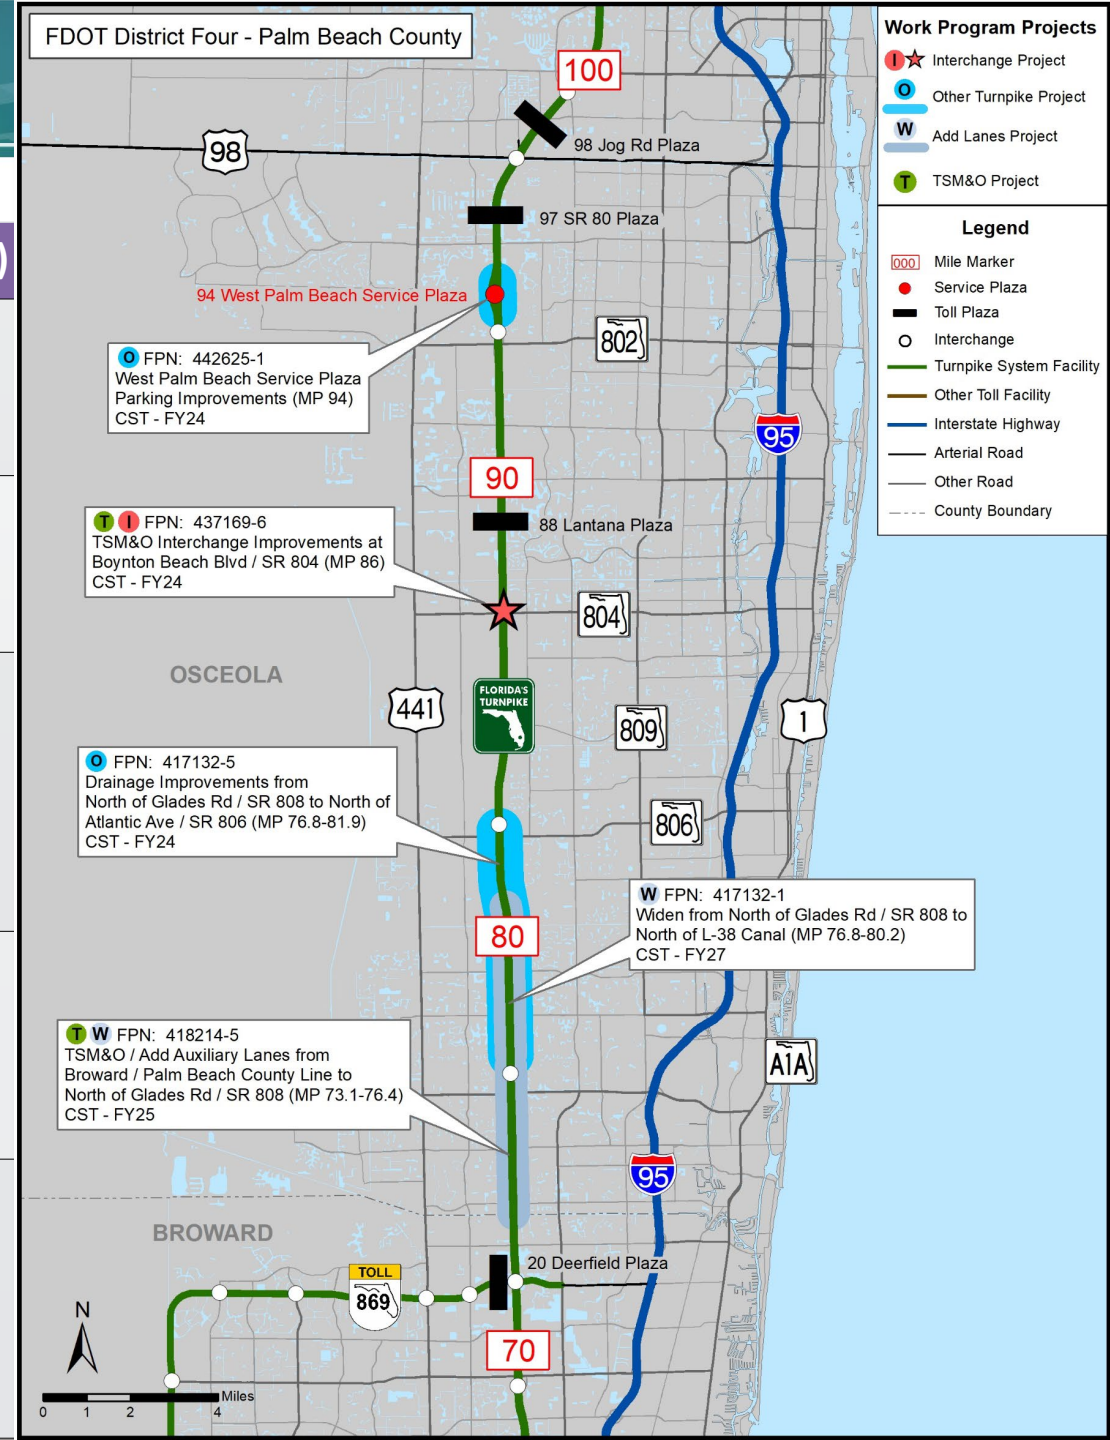 )
FDOT District Four - Palm Beach County
100
98 Jog Rd Plaza
98
97 SR 80 Plaza
94 West Palm Beach Service Plaza
O FPN: 442625-1
West Palm Beach Service Plaza
Parking Improvements (MP 94)
CST - FY24
802
95
90
88 Lantana Plaza
T I FPN: 437169-6
TSM&O Interchange Improvements at
Boynton Beach Blvd / SR 804 (MP 86)
CST - FY24
804
OSCEOLA
441
FLORIDA'S
TURNPIKE
809
1
O FPN: 417132-5
Drainage Improvements from
North of Glades Rd / SR 808 to North of
Atlantic Ave / SR 806 (MP 76.8-81.9)
CST - FY24
806
80
W FPN: 417132-1
Widen from North of Glades Rd / SR 808 to
North of L-38 Canal (MP 76.8-80.2)
CST - FY27
T W FPN: 418214-5
TSM&O / Add Auxiliary Lanes from
Broward / Palm Beach County Line to
North of Glades Rd / SR 808 (MP 73.1-76.4)
CST - FY25
A1A
95
BROWARD
20 Deerfield Plaza
TOLL
869
70
N
Miles
0 1 2 4
Work Program Projects
I Interchange Project
O Other Turnpike Project
W Add Lanes Project
T TSM&O Project
Legend
000 Mile Marker
Service Plaza
Toll Plaza
Interchange
Turnpike System Facility
Other Toll Facility
Interstate Highway
Arterial Road
Other Road
County Boundary